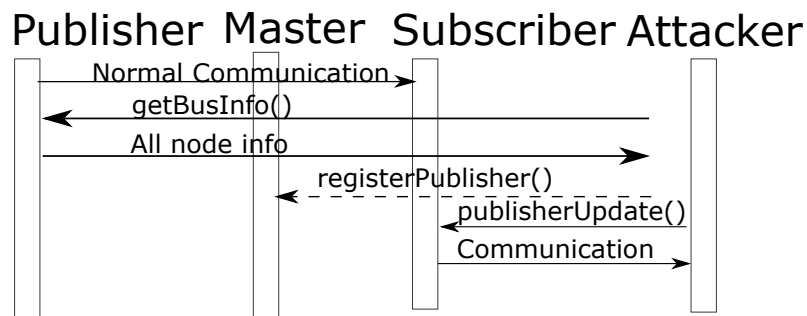 Publisher Master Subscriber Attacker
Normal Communication
getBusInfo()
All node info
registerPublisher()
publisherUpdate()
Communication